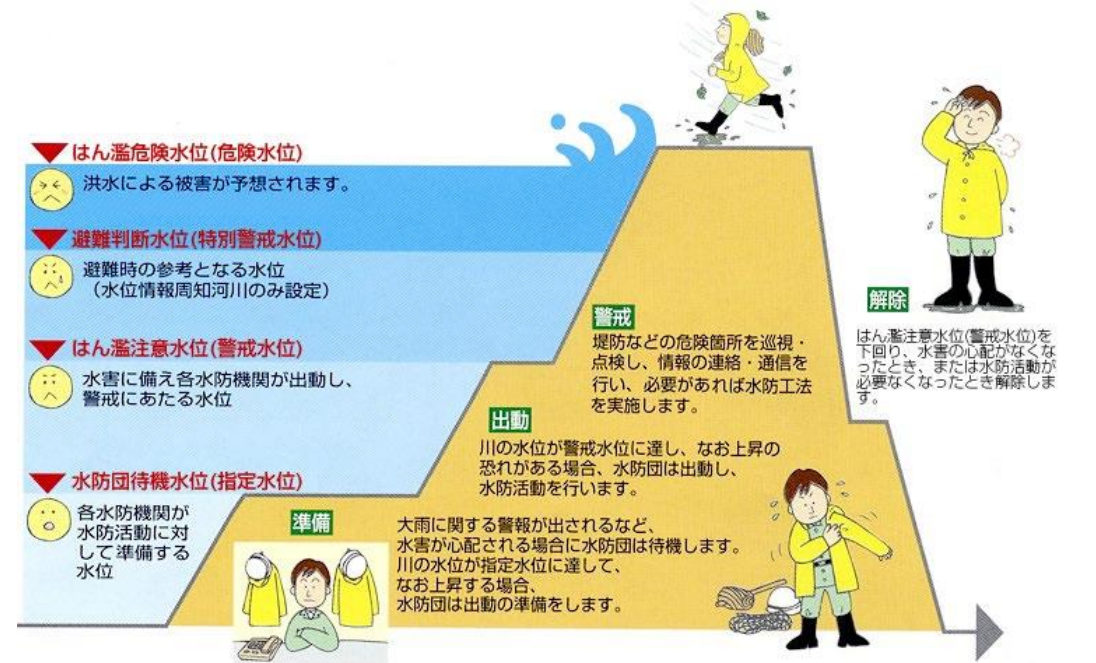 はん濫危険水位(危険水位)
洪水による被害が予想されます。
避難判断水位(特別警戒水位)
避難時の参考となる水位
(水位情報周知河川のみ設定)
はん濫注意水位(警戒水位)
水害に備え各水防機関が出動し、
警戒にあたる水位
水防団待機水位(指定水位)
各水防機関が
水防活動に対
して準備する
水位
準備
大雨に関する警報が出されるなど、
水害が心配される場合に水防団は待機します。
川の水位が指定水位に達して、
なお上昇する場合、
水防団は出動の準備をします。
出動
川の水位が警戒水位に達し、なお上昇の
恐れがある場合、水防団は出動し、
水防活動を行います。
警戒
堤防などの危険箇所を巡視・
点検し、情報の連絡・通信を
行い、必要があれば水防工法
を実施します。
解除
はん濫注意水位(警戒水位)を
下回り、水害の心配がなくな
ったとき、または水防活動が
必要なくなったとき解除しま
す。